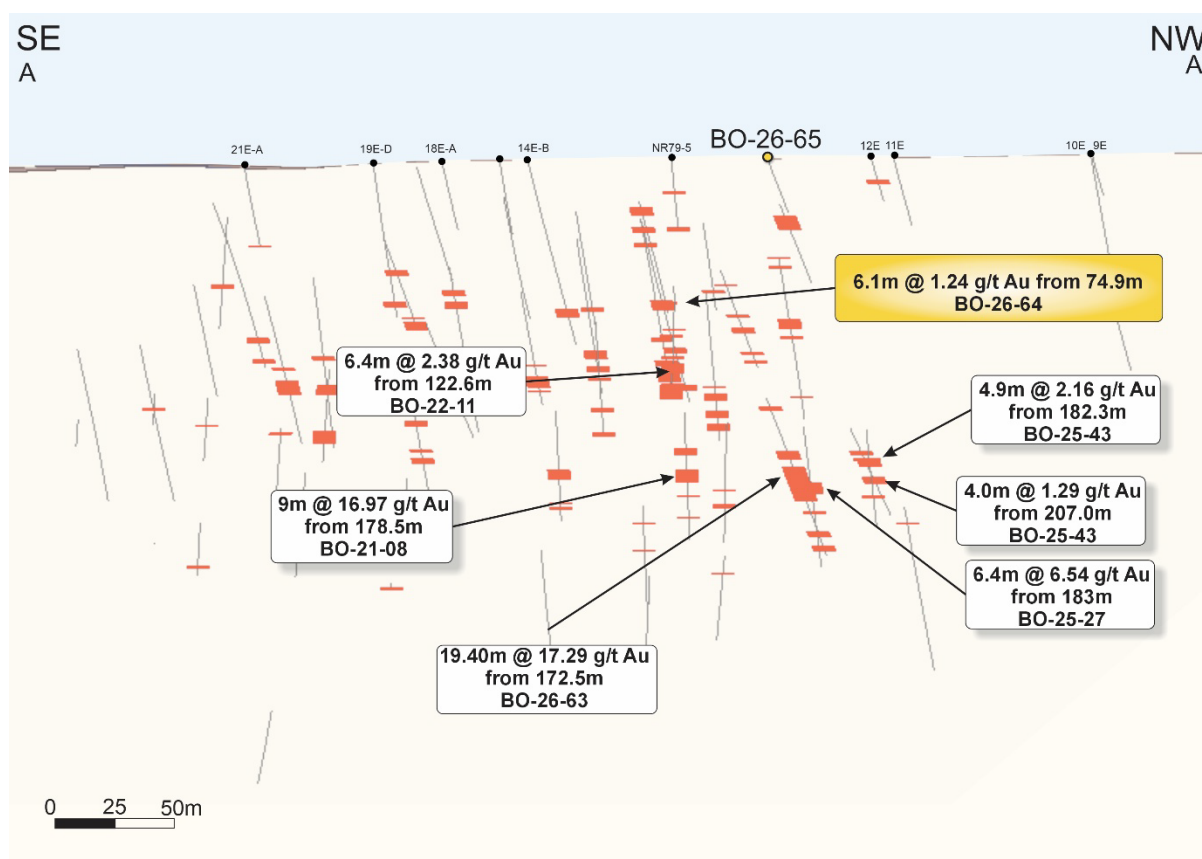 SE
A
NW
A
21E-A
19E-D
18E-A
14E-B
NR79-5
BO-26-65
12E
11E
10E
9E
6.1m @ 1.24 g/t Au from 74.9m
BO-26-64
6.4m @ 2.38 g/t Au
from 122.6m
BO-22-11
4.9m @ 2.16 g/t Au
from 182.3m
BO-25-43
9m @ 16.97 g/t Au
from 178.5m
BO-21-08
4.0m @ 1.29 g/t Au
from 207.0m
BO-25-43
6.4m @ 6.54 g/t Au
from 183m
BO-25-27
19.40m @ 17.29 g/t Au
from 172.5m
BO-26-63
0 25 50m